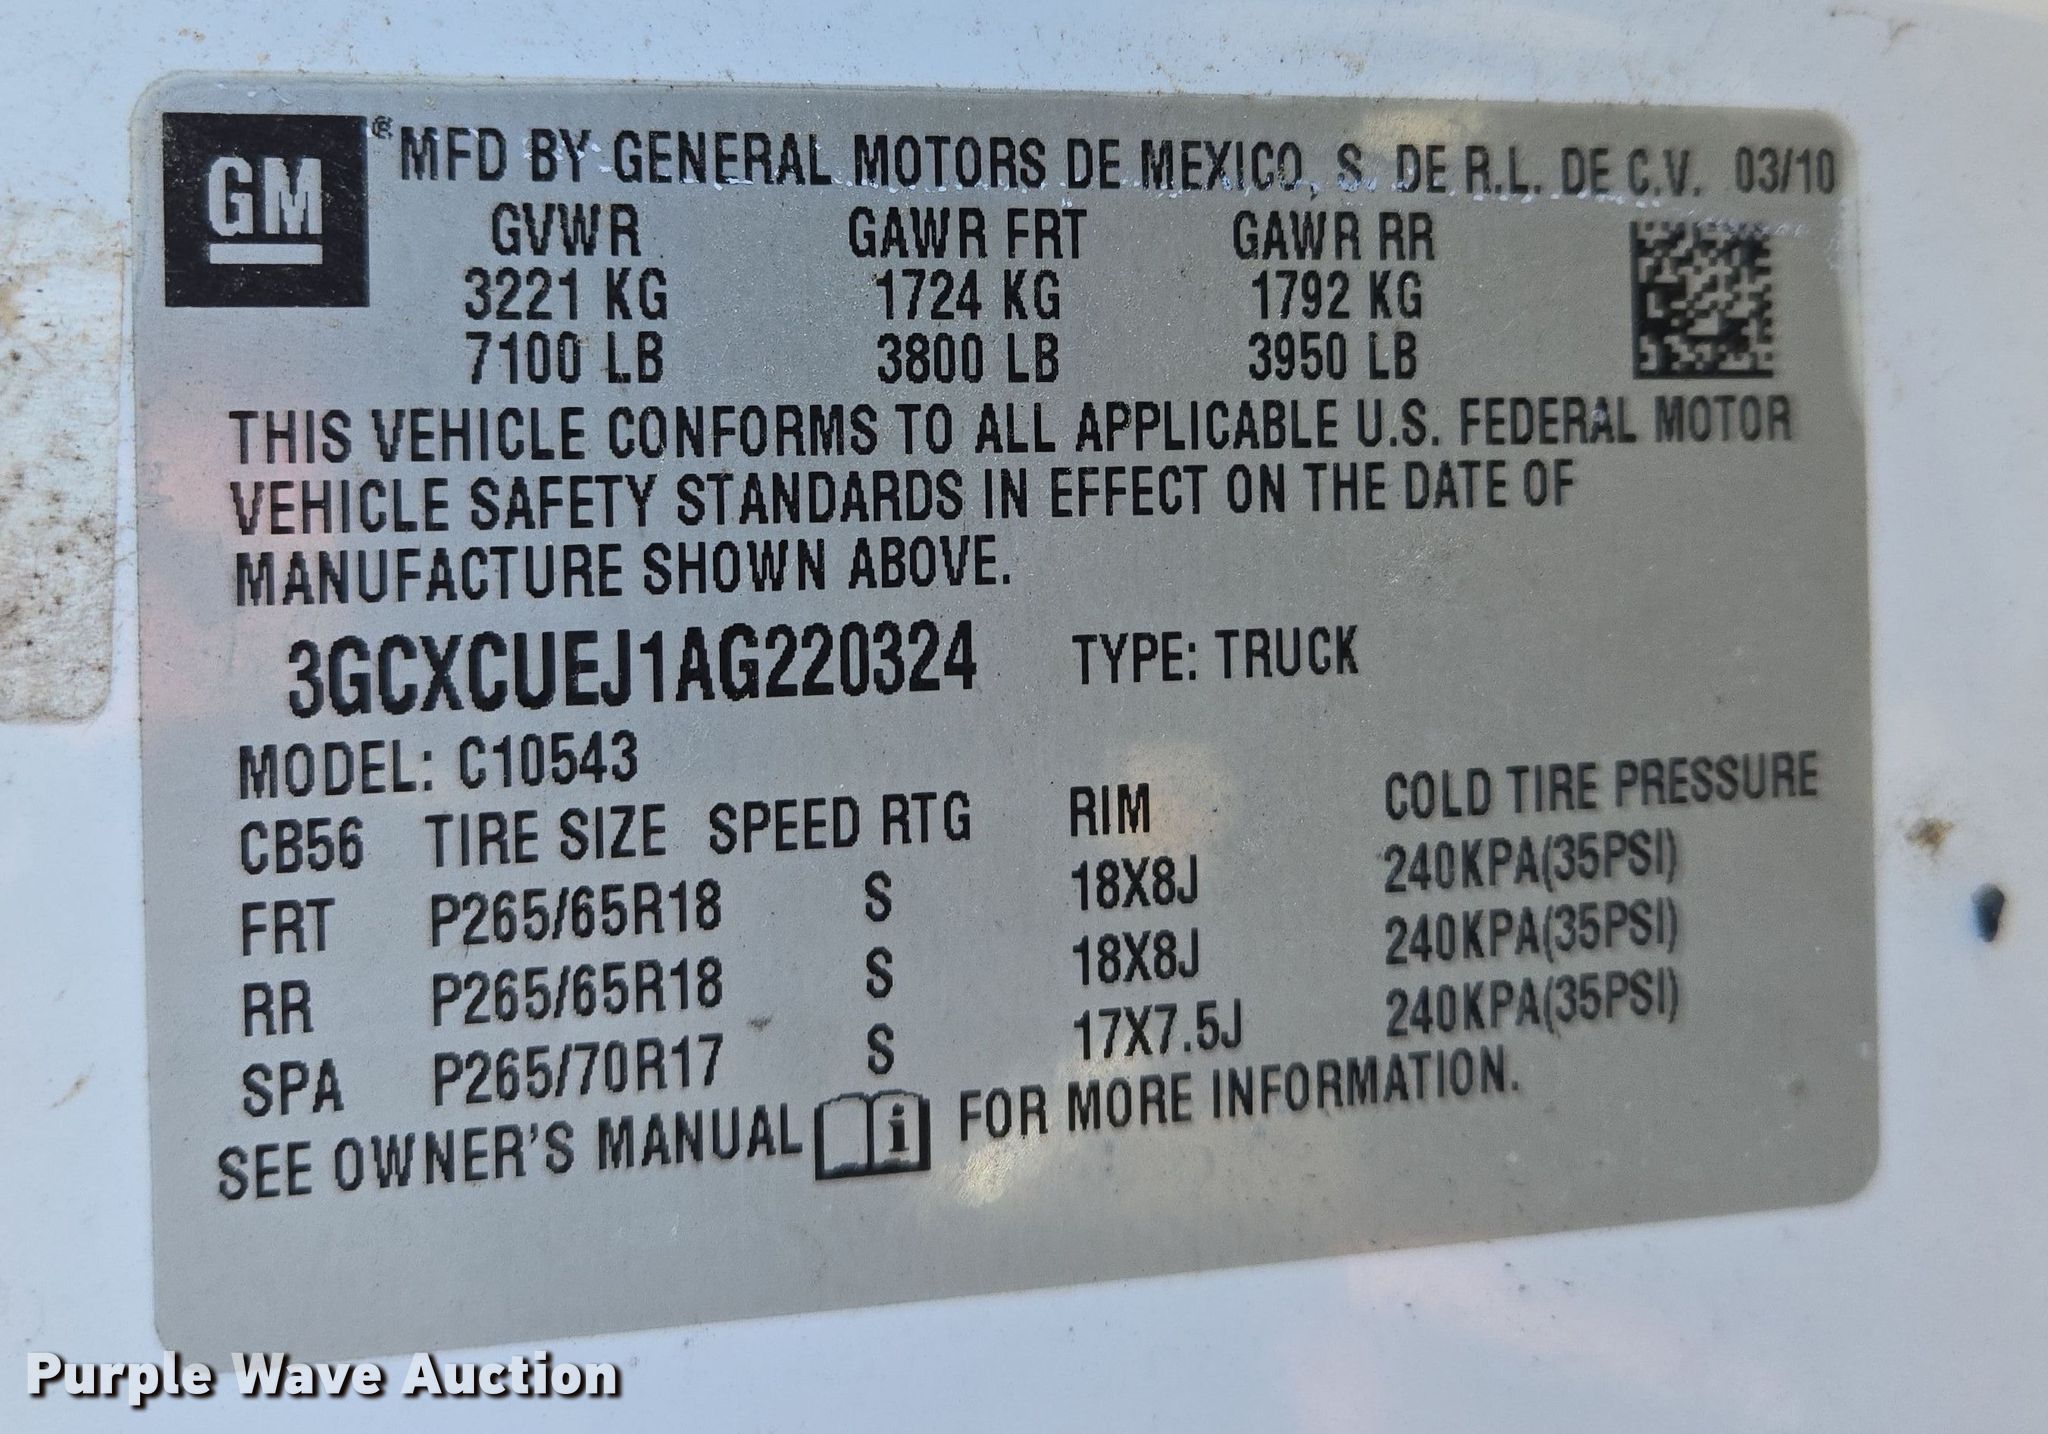 GM® MFD BY GENERAL MOTORS DE MEXICO, S. DE R.L. DE C.V. 03/10
GVWR GAWR FRT GAWR RR
3221 KG 1724 KG 1792 KG
7100 LB 3800 LB 3950 LB
THIS VEHICLE CONFORMS TO ALL APPLICABLE U.S. FEDERAL MOTOR
VEHICLE SAFETY STANDARDS IN EFFECT ON THE DATE OF
MANUFACTURE SHOWN ABOVE.
3GCXCUEJ1AG220324 TYPE: TRUCK
MODEL: C10543
CB56 TIRE SIZE SPEED RTG RIM COLD TIRE PRESSURE
FRT P265/65R18 S 18X8J 240KPA(35PSI)
RR P265/65R18 S 18X8J 240KPA(35PSI)
SPA P265/70R17 S 17X7.5J 240KPA(35PSI)
SEE OWNER'S MANUAL i FOR MORE INFORMATION.
Purple Wave Auction